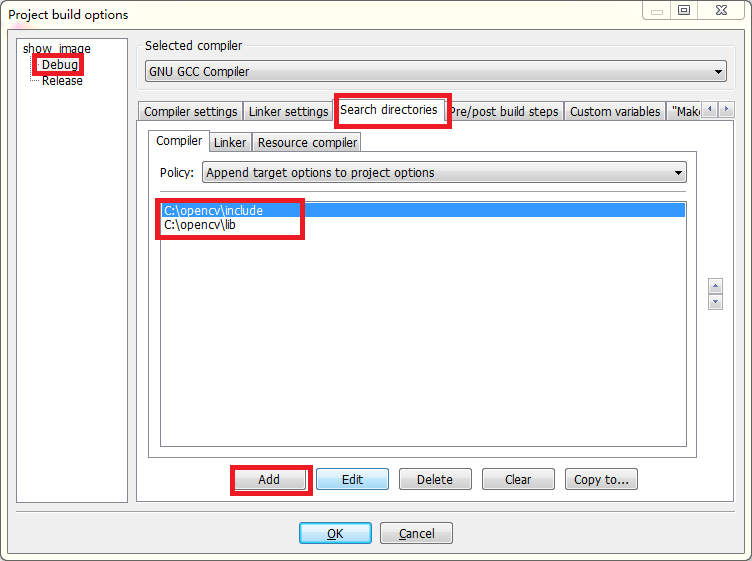 Project build options
show_image
Debug
Release
Selected compiler
GNU GCC Compiler
Compiler settings Linker settings Search directories Pre/post build steps Custom variables "Make
Compiler Linker Resource compiler
Policy: Append target options to project options
C:\opencv\include
C:\opencv\lib
Add Edit Delete Clear Copy to...
OK Cancel